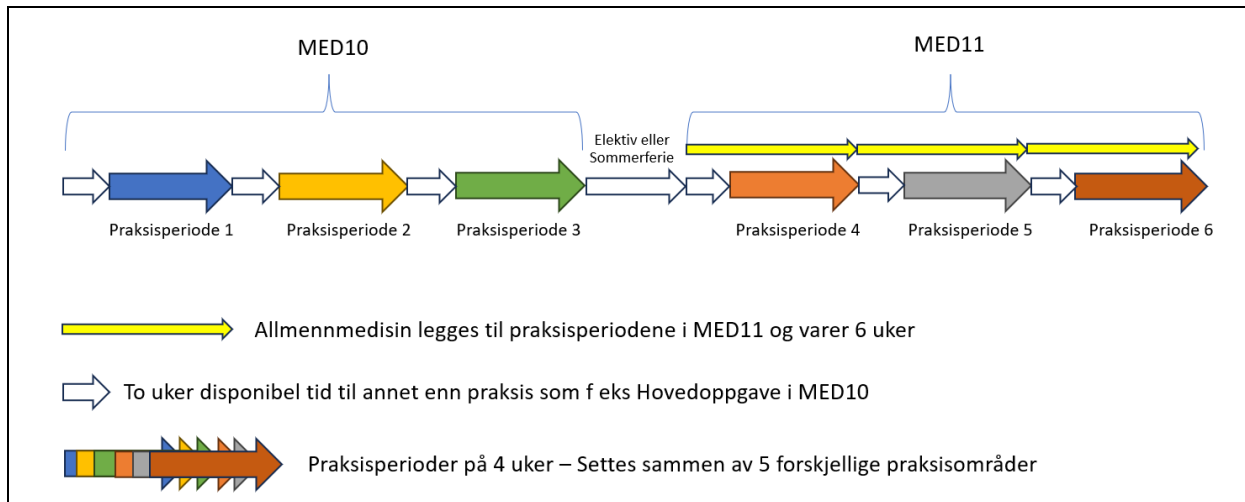 MED10
MED11
Elektiv eller
Sommerferie
Praksisperiode 1
Praksisperiode 2
Praksisperiode 3
Praksisperiode 4
Praksisperiode 5
Praksisperiode 6
Allmennmedisin legges til praksisperiodene i MED11 og varer 6 uker
To uker disponibel tid til annet enn praksis som f eks Hovedoppgave i MED10
Praksisperioder på 4 uker – Settes sammen av 5 forskjellige praksisområder